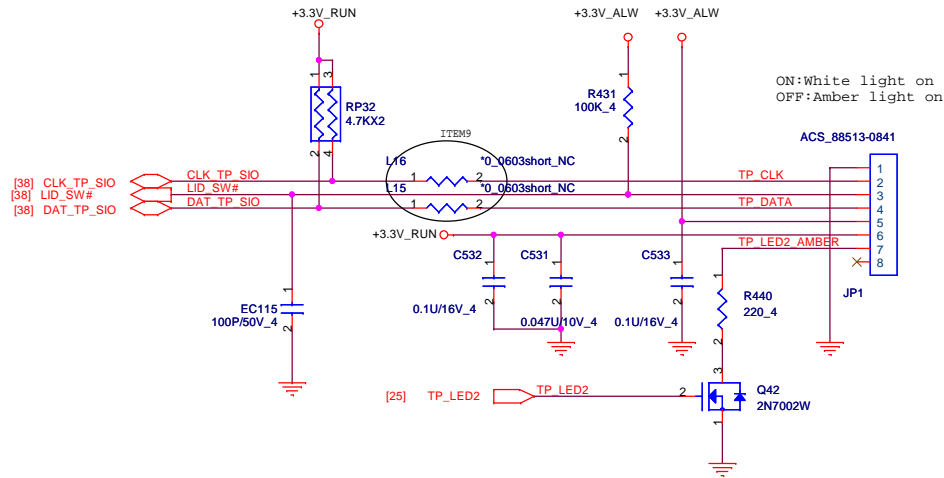 +3.3V_RUN
+3.3V_ALW
+3.3V_ALW
ON:White light on
OFF:Amber light on
1
3
RP32
4.7KX2
2
4
1
R431
100K_4
2
ITEM9
ACS_88513-0841
L16
*0_0603short_NC
[38] CLK_TP_SIO
CLK_TP_SIO
1
2
TP_CLK
[38] LID_SW#
LID_SW#
L15
*0_0603short_NC
[38] DAT_TP_SIO
DAT_TP_SIO
1
2
TP_DATA
1
2
3
4
5
6
7
8
JP1
+3.3V_RUN
TP_LED2_AMBER
C532
1
2
0.1U/16V_4
C531
1
2
0.047U/10V_4
C533
1
2
0.1U/16V_4
1
R440
220_4
2
1
EC115
100P/50V_4
2
[25] TP_LED2
TP_LED2
2
3
Q42
2N7002W
1